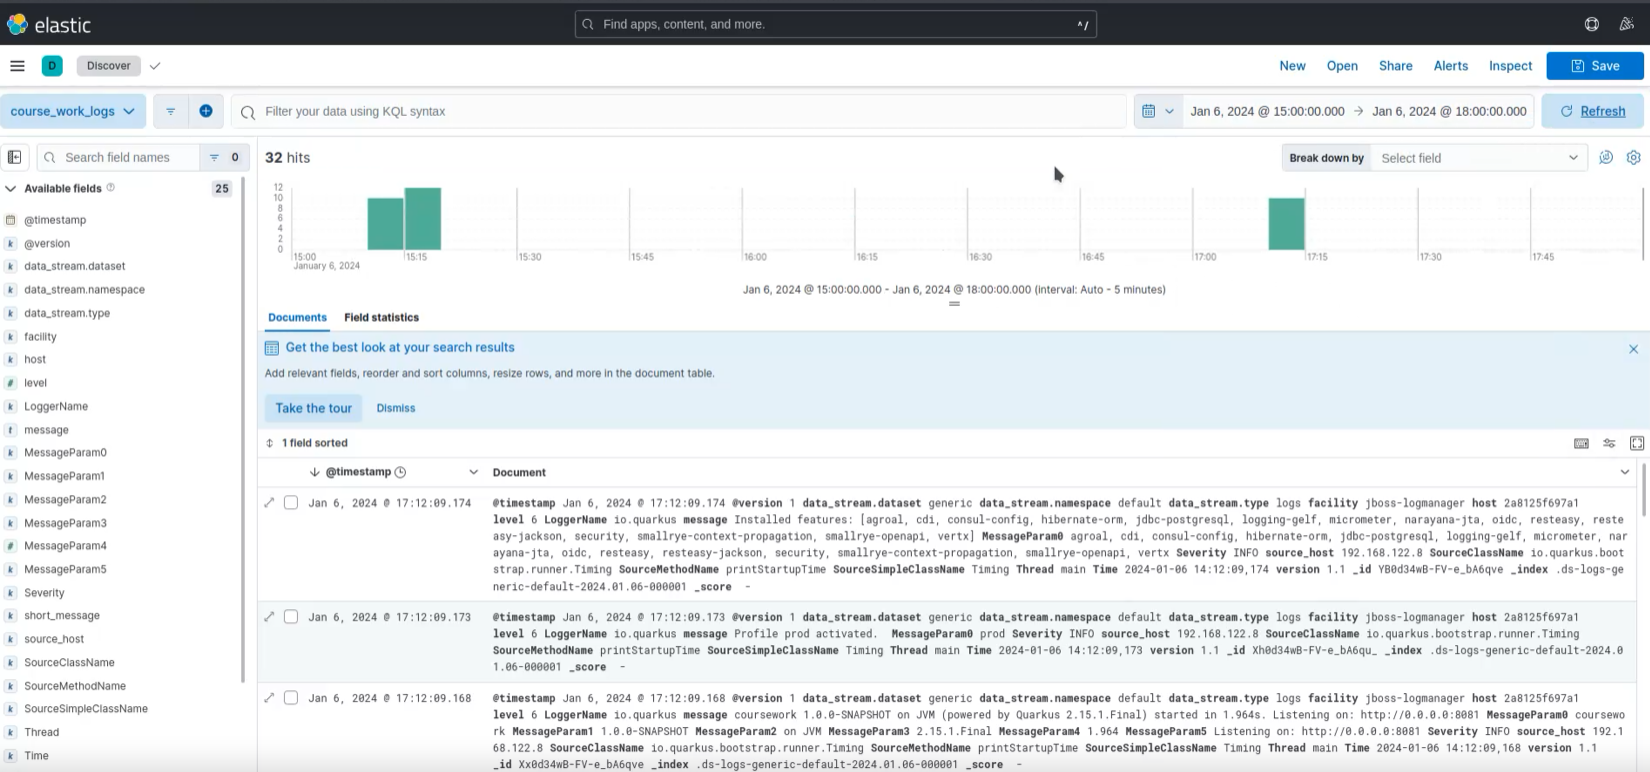 elastic
Find apps, content, and more.
^/
D
Discover
New
Open
Share
Alerts
Inspect
Save
course_work_logs
Filter your data using KQL syntax
Jan 6, 2024 @ 15:00:00.000 → Jan 6, 2024 @ 18:00:00.000
Refresh
Search field names
0
32 hits
Break down by
Select field
Available fields
25
@timestamp
@version
data_stream.dataset
data_stream.namespace
data_stream.type
facility
host
level
LoggerName
message
MessageParam0
MessageParam1
MessageParam2
MessageParam3
MessageParam4
MessageParam5
Severity
short_message
source_host
SourceClassName
SourceMethodName
SourceSimpleClassName
Thread
Time
12
10
8
6
4
2
0
15:00
January 6, 2024
15:15
15:30
15:45
16:00
16:15
16:30
16:45
17:00
17:15
17:30
17:45
Jan 6, 2024 @ 15:00:00.000 - Jan 6, 2024 @ 18:00:00.000 (interval: Auto - 5 minutes)
Documents
Field statistics
Get the best look at your search results
Add relevant fields, reorder and sort columns, resize rows, and more in the document table.
Take the tour
Dismiss
1 field sorted
@timestamp
Document
Jan 6, 2024 @ 17:12:09.174
@timestamp Jan 6, 2024 @ 17:12:09.174 @version 1 data_stream.dataset generic data_stream.namespace default data_stream.type logs facility jboss-logmanager host 2a8125f697a1
level 6 LoggerName io.quarkus message Installed features: [agroal, cdi, consul-config, hibernate-orm, jdbc-postgresql, logging-gelf, micrometer, narayana-jta, oidc, resteasy, reste
asy-jackson, security, smallrye-context-propagation, smallrye-openapi, vertx] MessageParam0 agroal, cdi, consul-config, hibernate-orm, jdbc-postgresql, logging-gelf, micrometer, nar
ayana-jta, oidc, resteasy, resteasy-jackson, security, smallrye-context-propagation, smallrye-openapi, vertx Severity INFO source_host 192.168.122.8 SourceClassName io.quarkus.boot
strap.runner.Timing SourceMethodName printStartupTime SourceSimpleClassName Timing Thread main Time 2024-01-06 14:12:09,174 version 1.1 _id YB0d34wB-FV-e_bA6qve _index .ds-logs-ge
neric-default-2024.01.06-000001 _score -
Jan 6, 2024 @ 17:12:09.173
@timestamp Jan 6, 2024 @ 17:12:09.173 @version 1 data_stream.dataset generic data_stream.namespace default data_stream.type logs facility jboss-logmanager host 2a8125f697a1
level 6 LoggerName io.quarkus message Profile prod activated. MessageParam0 prod Severity INFO source_host 192.168.122.8 SourceClassName io.quarkus.bootstrap.runner.Timing
SourceMethodName printStartupTime SourceSimpleClassName Timing Thread main Time 2024-01-06 14:12:09,173 version 1.1 _id Xh0d34wB-FV-e_bA6qu_ _index .ds-logs-generic-default-2024.0
1.06-000001 _score -
Jan 6, 2024 @ 17:12:09.168
@timestamp Jan 6, 2024 @ 17:12:09.168 @version 1 data_stream.dataset generic data_stream.namespace default data_stream.type logs facility jboss-logmanager host 2a8125f697a1
level 6 LoggerName io.quarkus message coursework 1.0.0-SNAPSHOT on JVM (powered by Quarkus 2.15.1.Final) started in 1.964s. Listening on: http://0.0.0.0:8081 MessageParam0 coursewo
rk MessageParam1 1.0.0-SNAPSHOT MessageParam2 on JVM MessageParam3 2.15.1.Final MessageParam4 1.964 MessageParam5 Listening on: http://0.0.0.0:8081 Severity INFO source_host 192.1
68.122.8 SourceClassName io.quarkus.bootstrap.runner.Timing SourceMethodName printStartupTime SourceSimpleClassName Timing Thread main Time 2024-01-06 14:12:09,168 version 1.1
_id Xx0d34wB-FV-e_bA6qve _index .ds-logs-generic-default-2024.01.06-000001 _score -